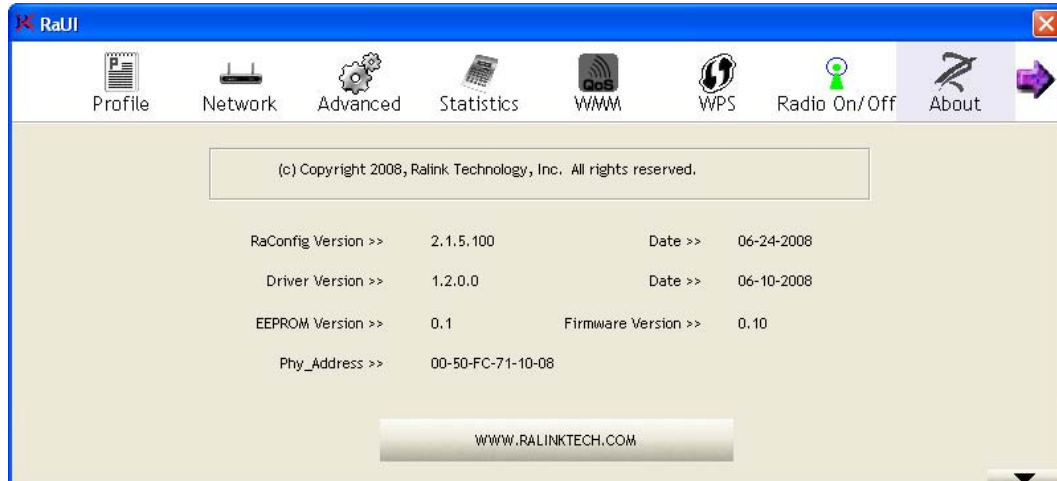 RaUI
Profile Network Advanced Statistics QoS WMM WPS Radio On/Off About
(c) Copyright 2008, Ralink Technology, Inc. All rights reserved.
RaConfig Version >> 2.1.5.100 Date >> 06-24-2008
Driver Version >> 1.2.0.0 Date >> 06-10-2008
EEPROM Version >> 0.1 Firmware Version >> 0.10
Phy_Address >> 00-50-FC-71-10-08
WWW.RALINKTECH.COM